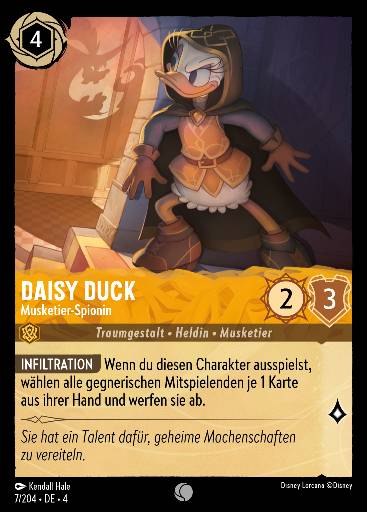 4
DAISY DUCK
Musketier-Spionin
2
3
Traumgestalt • Heldin • Musketier
INFILTRATION Wenn du diesen Charakter ausspielst,
wählen alle gegnerischen Mitspielenden je 1 Karte
aus ihrer Hand und werfen sie ab.
Sie hat ein Talent dafür, geheime Mochenschaften
zu vereiteln.
Kendall Hale
Disney Lorcana ©Disney
7/204 • DE • 4